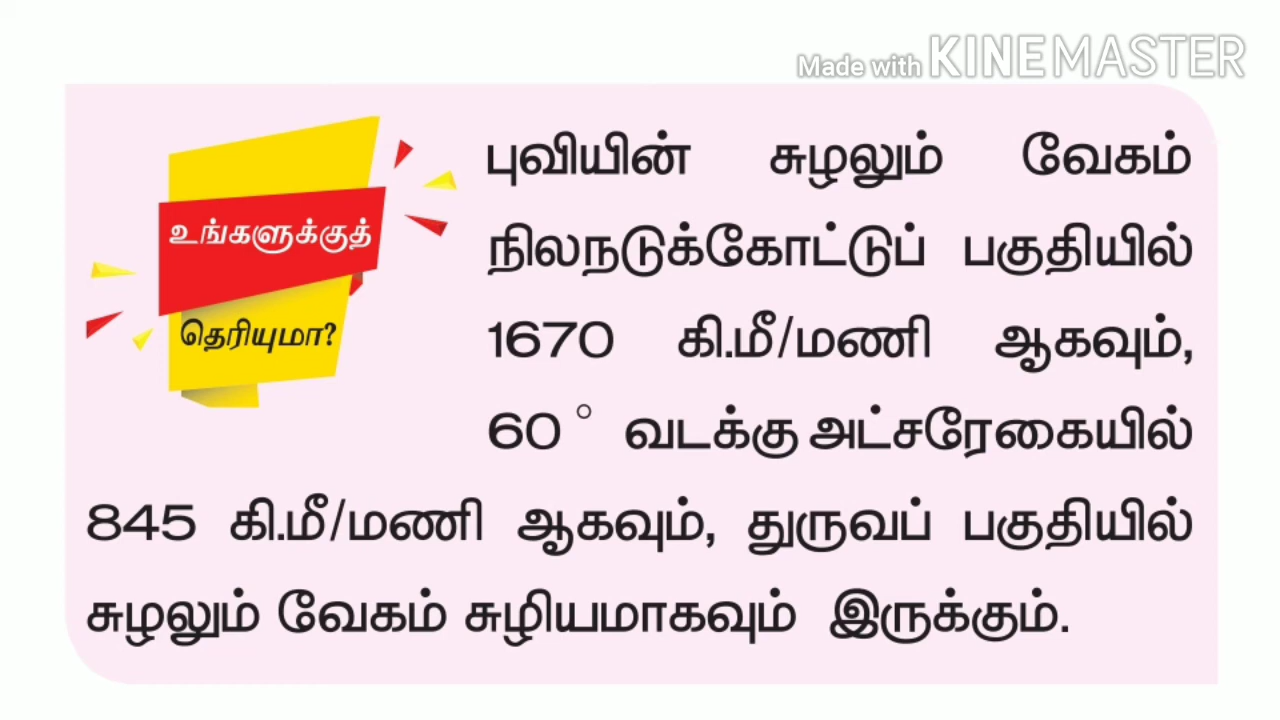 Made with KINEMASTER
உங்களுக்குத்
தெரியுமா?
புவியின் சுழலும் வேகம்
நிலநடுக்கோட்டுப் பகுதியில்
1670 கி.மீ/மணி ஆகவும்,
60° வடக்கு அட்சரேகையில்
845 கி.மீ/மணி ஆகவும், துருவப் பகுதியில்
சுழலும் வேகம் சுழியமாகவும் இருக்கும்.